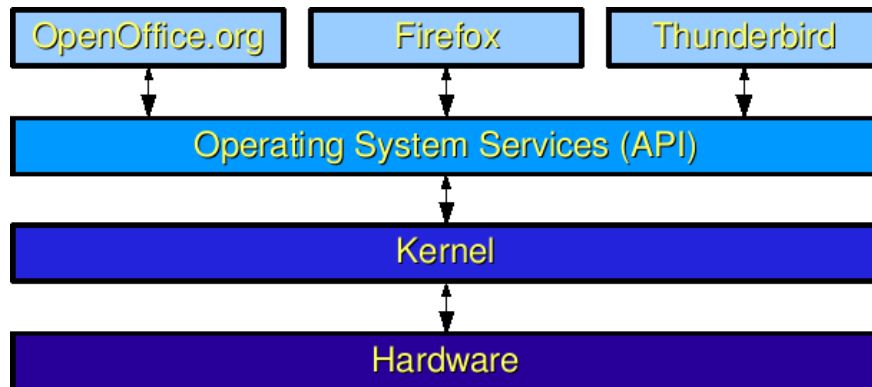 OpenOffice.org
Firefox
Thunderbird
Operating System Services (API)
Kernel
Hardware